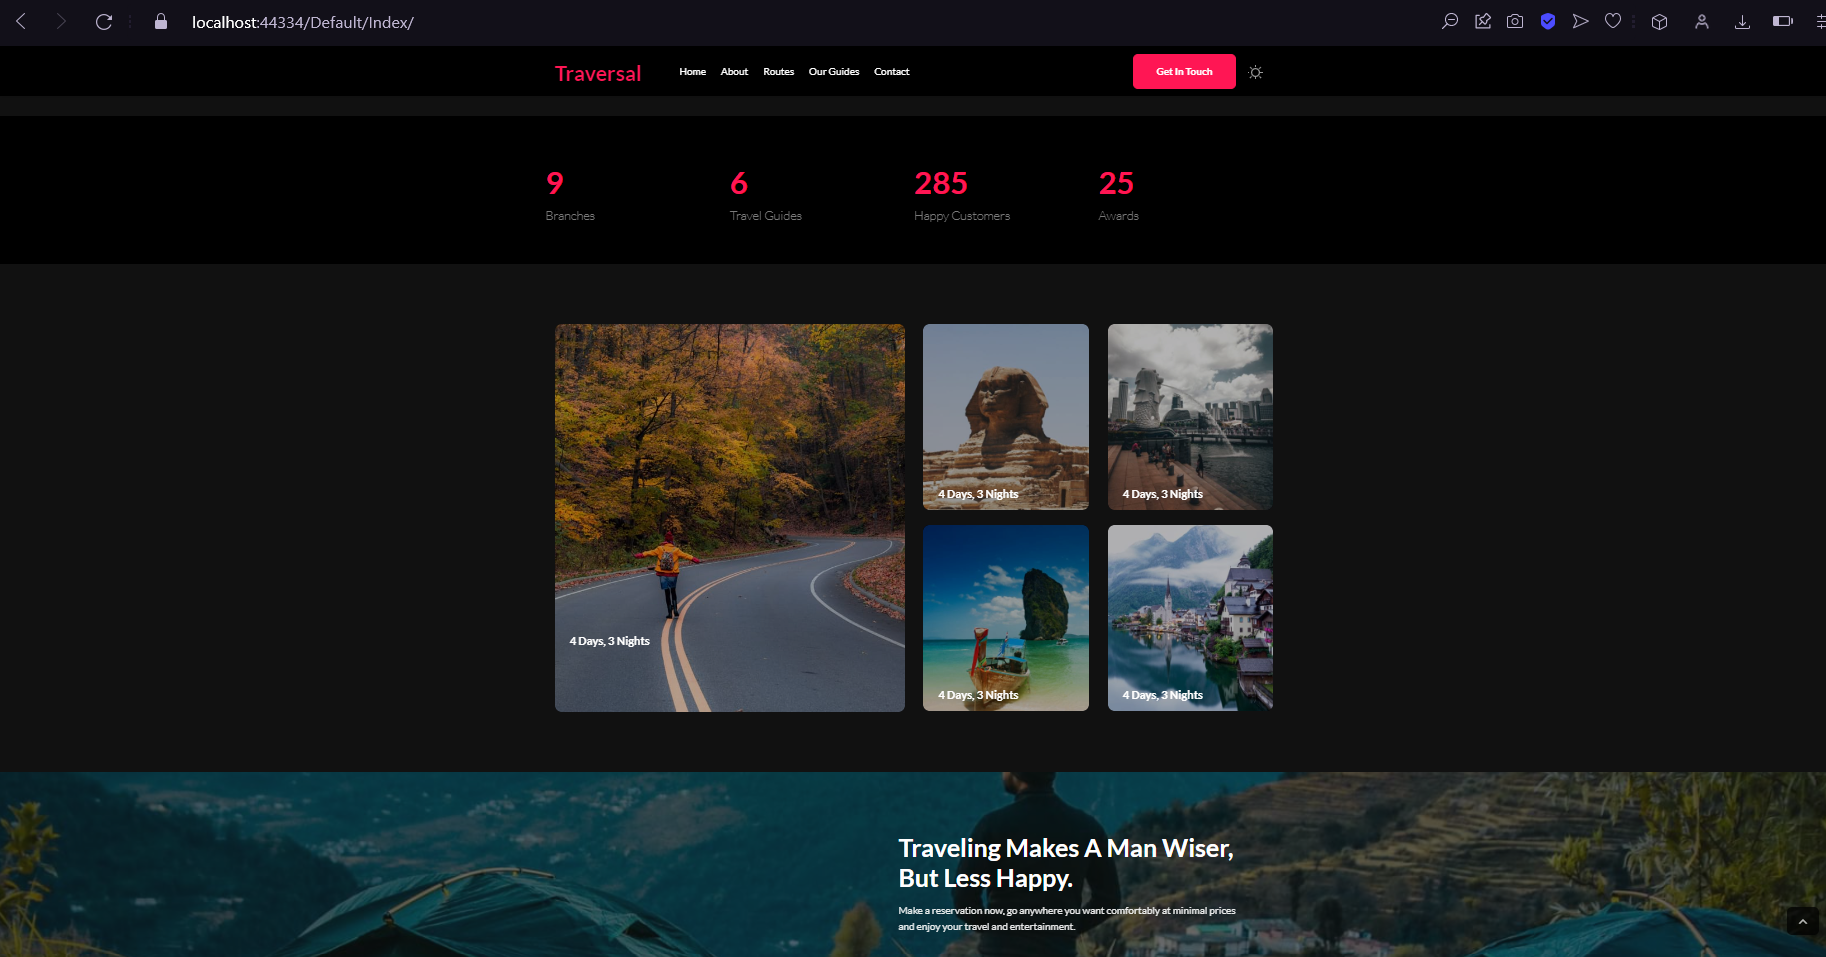 localhost:44334/Default/Index/
Traversal Home About Routes Our Guides Contact Get In Touch
9 6 285 25
Branches Travel Guides Happy Customers Awards
4 Days, 3 Nights 4 Days, 3 Nights
4 Days, 3 Nights
4 Days, 3 Nights 4 Days, 3 Nights
Traveling Makes A Man Wiser,
But Less Happy.
Make a reservation now, go anywhere you want comfortably at minimal prices
and enjoy your travel and entertainment.